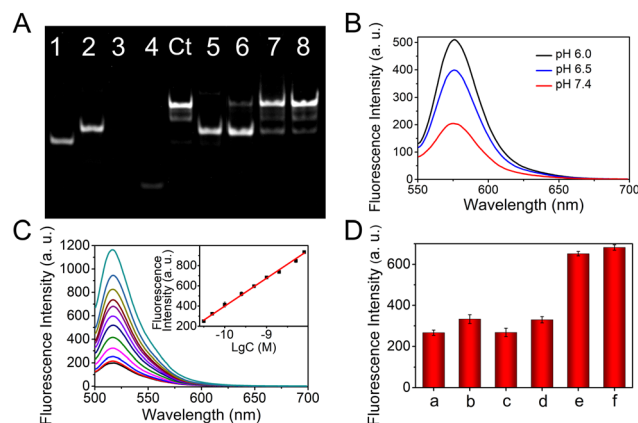 A
1 2 3 4 Ct 5 6 7 8
B
Fluorescence Intensity (a. u.)
500
400
300
200
100
0
pH 6.0
pH 6.5
pH 7.4
550 600 650 700
Wavelength (nm)
C
Fluorescence Intensity (a. u.)
1200
1000
800
600
400
200
0
500 550 600 650 700
Wavelength (nm)
Fluorescence
Intensity (a. u.)
800
600
400
200
-10 -9
LgC (M)
D
Fluorescence Intensity (a. u.)
600
300
0
a b c d e f